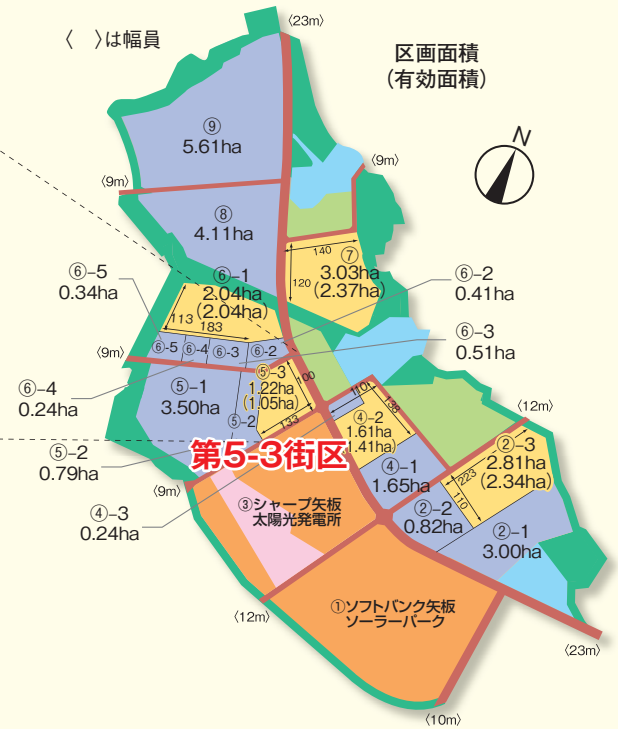 〈　〉は幅員
〈23m〉
区画面積
(有効面積)
N
⑨
5.61ha
〈9m〉
〈9m〉
⑧
4.11ha
140
⑦
3.03ha
(2.37ha)
120
⑥-5
0.34ha
⑥-1
2.04ha
(2.04ha)
113
183
⑥-2
0.41ha
⑥-5
⑥-4
⑥-3
⑥-2
⑥-3
0.51ha
〈9m〉
⑥-4
0.24ha
⑤-1
3.50ha
⑤-3
1.22ha
(1.05ha)
100
133
⑤-2
⑤-2
0.79ha
110
138
④-2
1.61ha
(1.41ha)
〈12m〉
②-3
2.81ha
(2.34ha)
223
110
第5-3街区
④-1
1.65ha
〈9m〉
④-3
0.24ha
③シャープ矢板
太陽光発電所
②-2
0.82ha
②-1
3.00ha
〈12m〉
①ソフトバンク矢板
ソーラーパーク
〈23m〉
〈10m〉